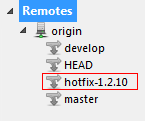 Remotes
origin
develop
HEAD
hotfix-1.2.10
master